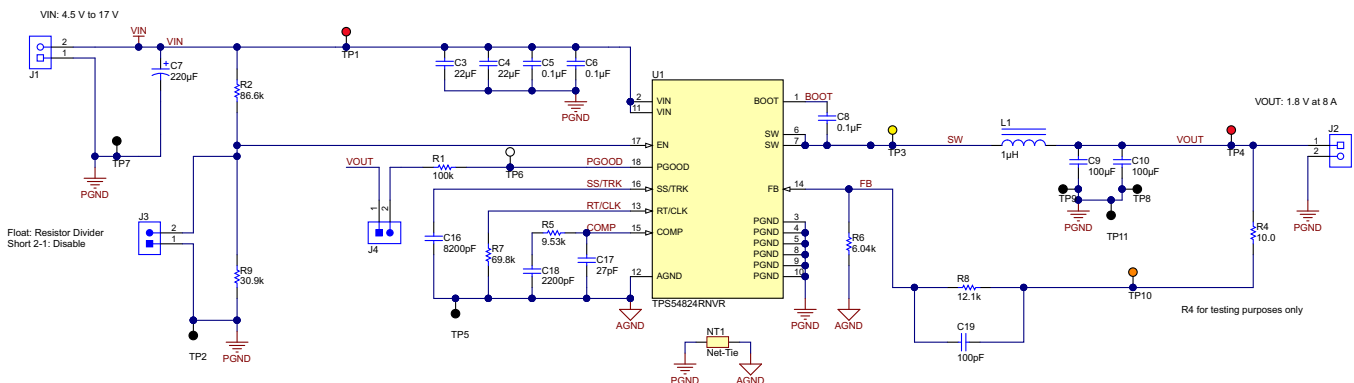 VIN: 4.5 V to 17 V
VIN
VIN
2
1
J1
C7
220µF
R2
86.6k
TP1
C3
22µF
C4
22µF
C5
0.1µF
C6
0.1µF
PGND
U1
2
VIN
11
VIN
17
EN
18
PGOOD
16
SS/TRK
13
RT/CLK
15
COMP
12
AGND
BOOT
1
SW
6
SW
7
FB
14
PGND
3
PGND
4
PGND
5
PGND
8
PGND
9
PGND
10
TPS54824RNVR
BOOT
C8
0.1µF
TP3
SW
L1
1µH
VOUT
TP4
VOUT: 1.8 V at 8 A
J2
1
2
C9
100µF
C10
100µF
TP9
TP8
PGND
TP11
PGND
TP7
PGND
VOUT
R1
100k
TP6
PGOOD
SS/TRK
RT/CLK
COMP
1
2
J4
J3
2
1
Float: Resistor Divider
Short 2-1: Disable
R9
30.9k
TP2
PGND
C16
8200pF
R7
69.8k
R5
9.53k
C18
2200pF
C17
27pF
TP5
AGND
FB
R6
6.04k
PGND
AGND
R8
12.1k
C19
100pF
TP10
R4
10.0
R4 for testing purposes only
NT1
Net-Tie
PGND
AGND